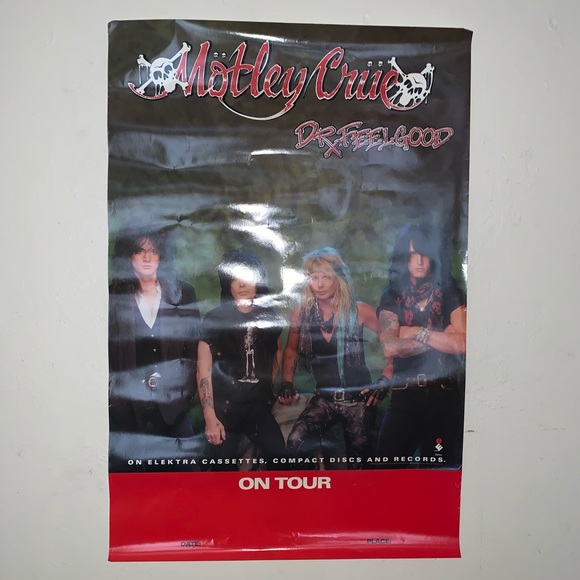 Mötley Crüe
DR. FEELGOOD
ON ELEKTRA CASSETTES, COMPACT DISCS AND RECORDS.
ON TOUR
DATE: PLACE: